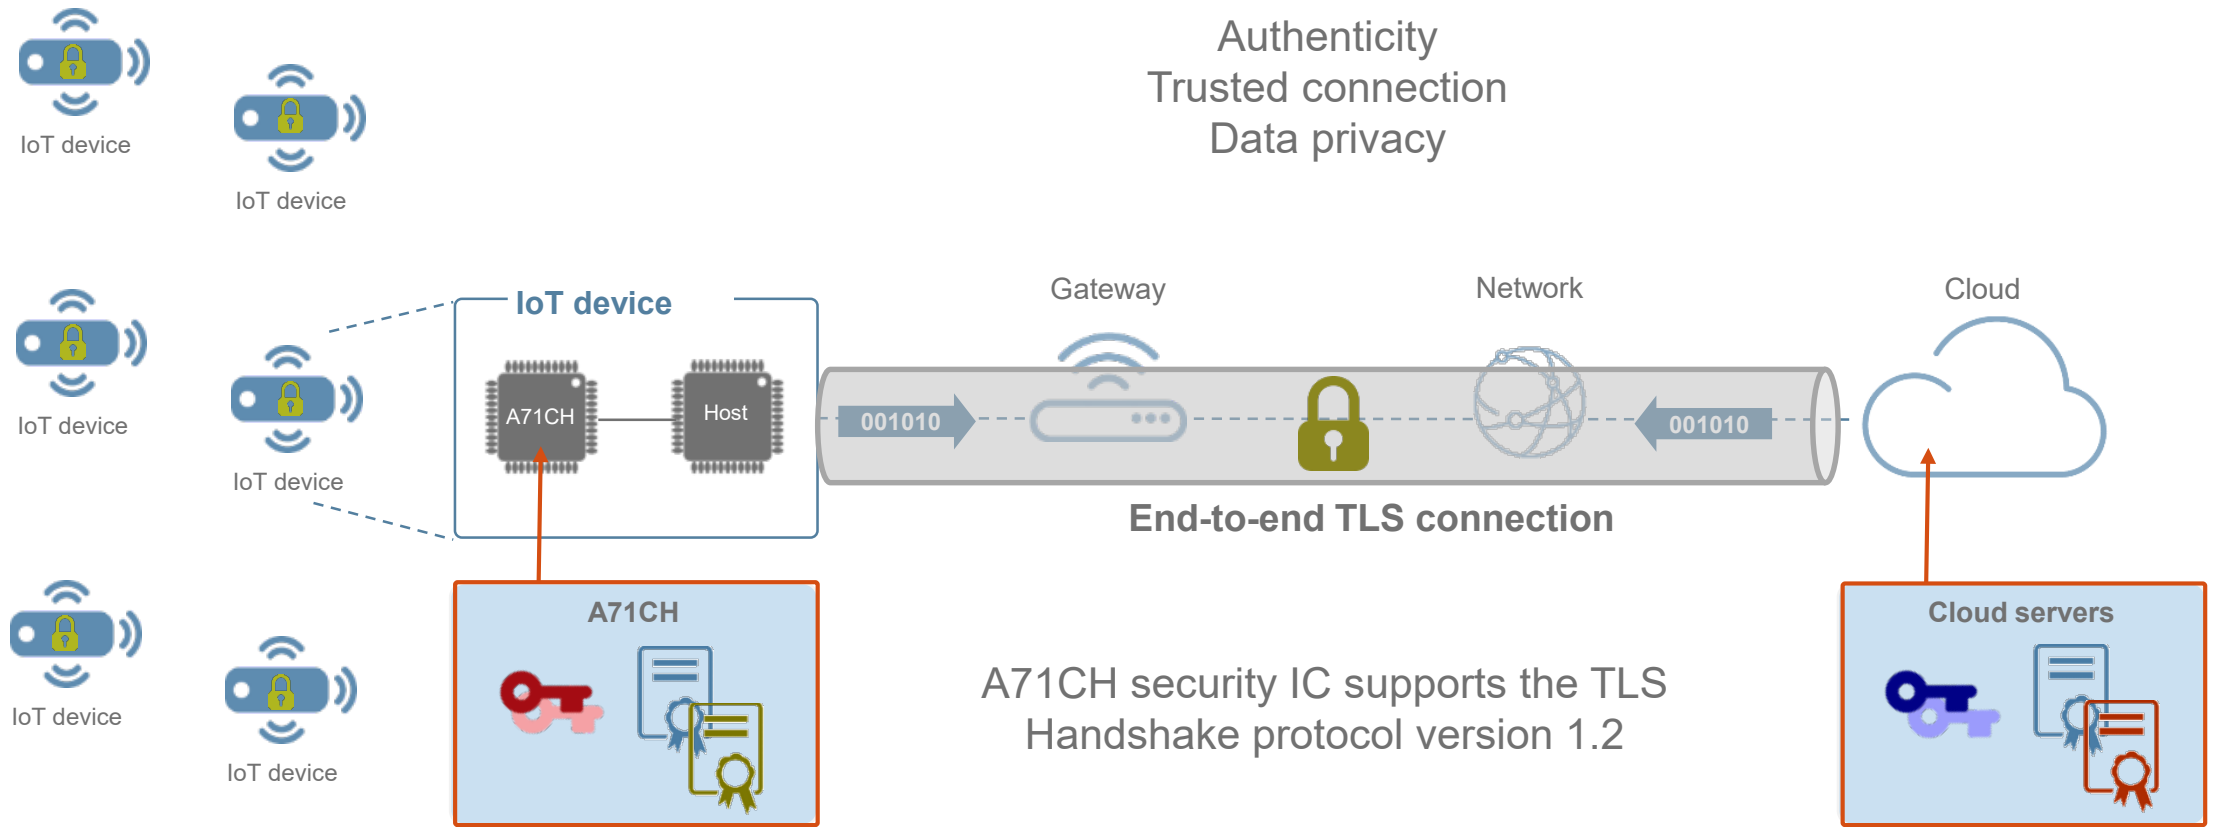 Authenticity
Trusted connection
Data privacy
IoT device
IoT device
IoT device
IoT device
IoT device
IoT device
IoT device
A71CH
Host
001010
Gateway
Network
001010
Cloud
End-to-end TLS connection
A71CH
A71CH security IC supports the TLS
Handshake protocol version 1.2
Cloud servers